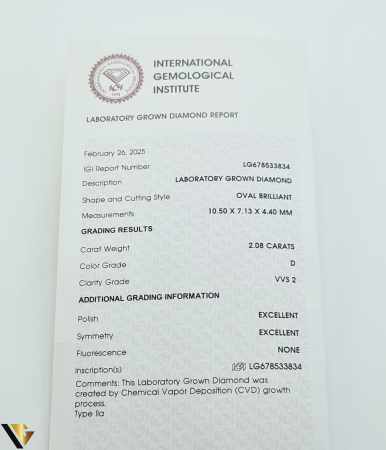 INTERNATIONAL
GEMOLOGICAL
INSTITUTE
LABORATORY GROWN DIAMOND REPORT
February 26, 2025
IGI Report Number LG678533834
Description LABORATORY GROWN DIAMOND
Shape and Cutting Style OVAL BRILLIANT
Measurements 10.50 X 7.13 X 4.40 MM
GRADING RESULTS
Carat Weight 2.08 CARATS
Color Grade D
Clarity Grade VVS 2
ADDITIONAL GRADING INFORMATION
Polish EXCELLENT
Symmetry EXCELLENT
Fluorescence NONE
Inscription(s) LG678533834
Comments: This Laboratory Grown Diamond was
created by Chemical Vapor Deposition (CVD) growth
process.
Type IIa